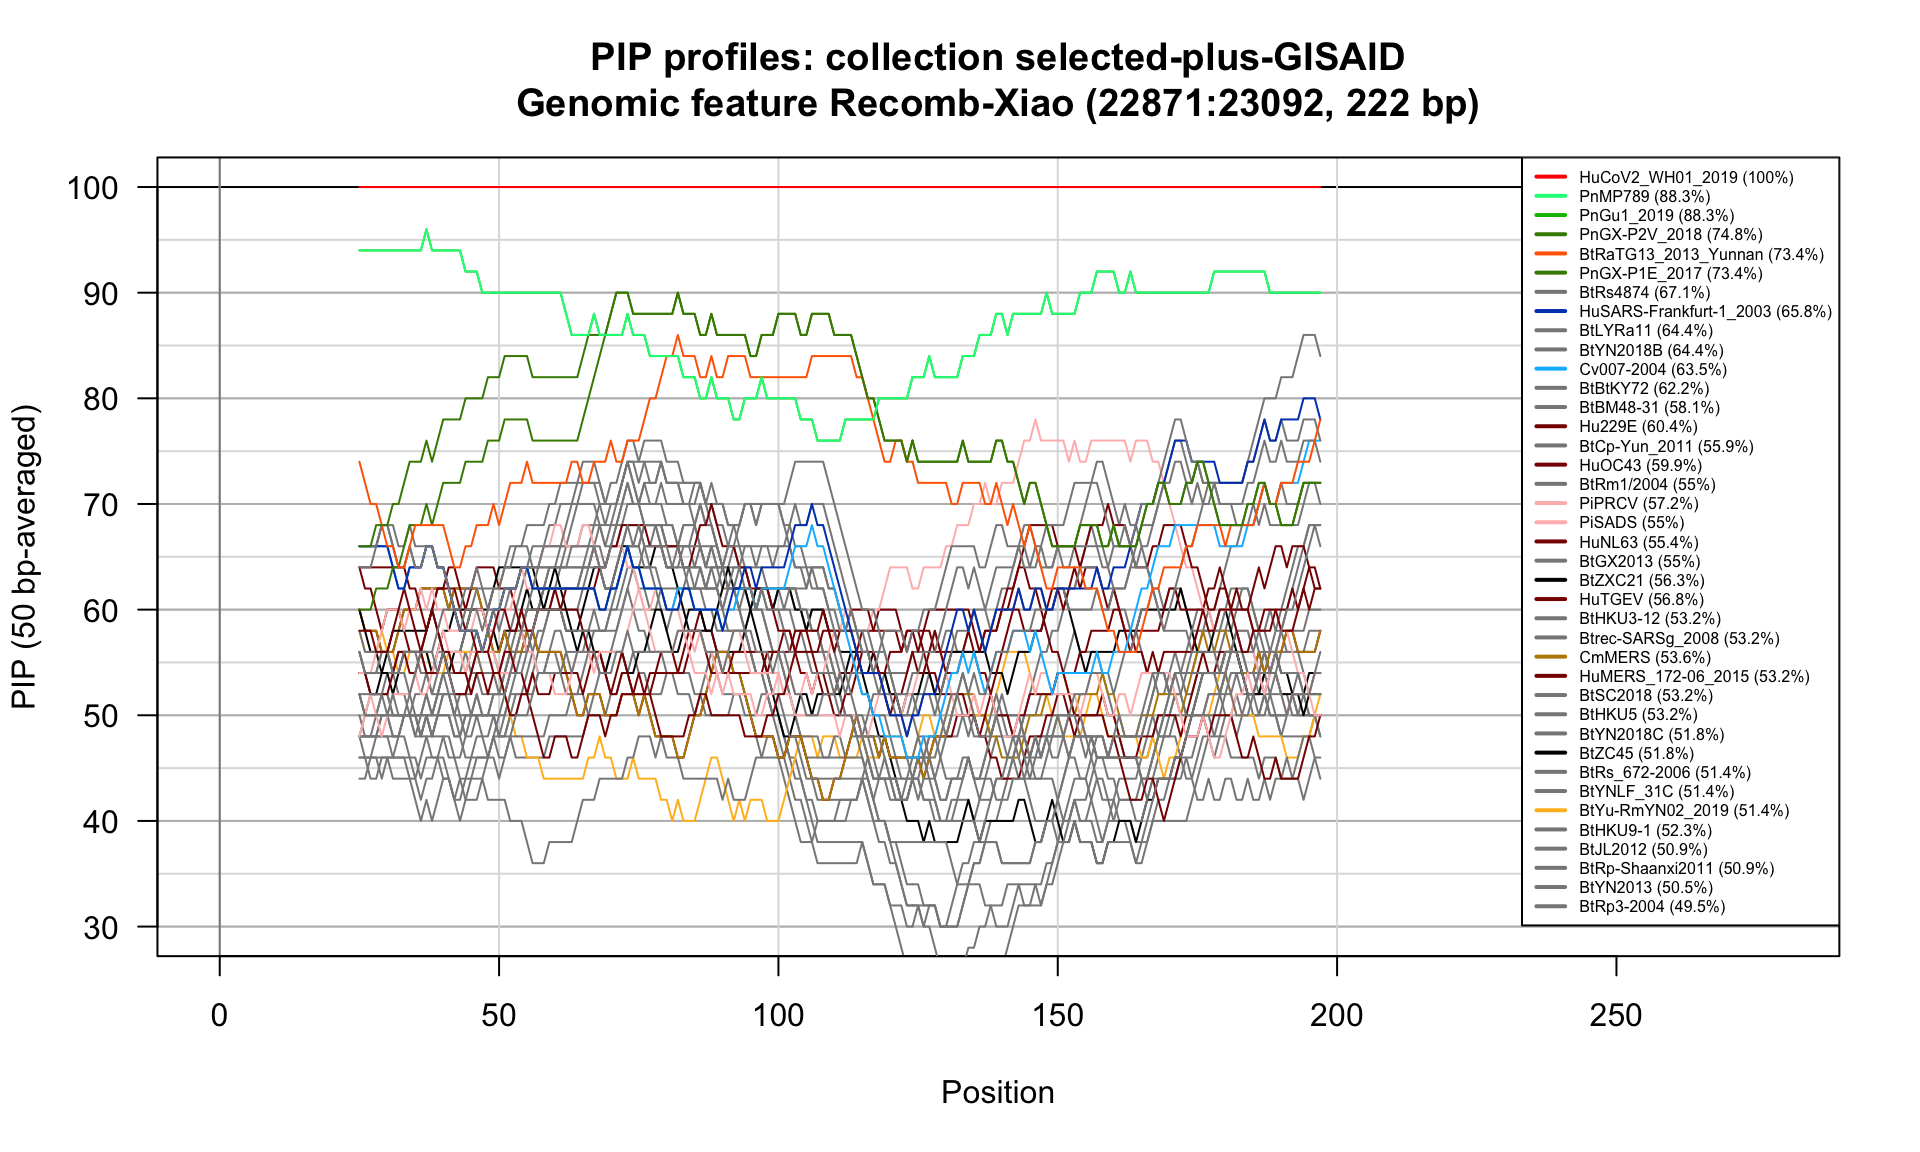 PIP profiles: collection selected-plus-GISAID
Genomic feature Recomb-Xiao (22871:23092, 222 bp)
PIP (50 bp-averaged)
100
90
80
70
60
50
40
30
HuCoV2_WH01_2019 (100%)
PnMP789 (88.3%)
PnGu1_2019 (88.3%)
PnGX-P2V_2018 (74.8%)
BtRaTG13_2013_Yunnan (73.4%)
PnGX-P1E_2017 (73.4%)
BtRs4874 (67.1%)
HuSARS-Frankfurt-1_2003 (65.8%)
BtLYRa11 (64.4%)
BtYN2018B (64.4%)
Cv007-2004 (63.5%)
BtBtKY72 (62.2%)
BtBM48-31 (58.1%)
Hu229E (60.4%)
BtCp-Yun_2011 (55.9%)
HuOC43 (59.9%)
BtRm1/2004 (55%)
PiPRCV (57.2%)
PiSADS (55%)
HuNL63 (55.4%)
BtGX2013 (55%)
BtZXC21 (56.3%)
HuTGEV (56.8%)
BtHKU3-12 (53.2%)
Btrec-SARSg_2008 (53.2%)
CmMERS (53.6%)
HuMERS_172-06_2015 (53.2%)
BtSC2018 (53.2%)
BtHKU5 (53.2%)
BtYN2018C (51.8%)
BtZC45 (51.8%)
BtRs_672-2006 (51.4%)
BtYNLF_31C (51.4%)
BtYu-RmYN02_2019 (51.4%)
BtHKU9-1 (52.3%)
BtJL2012 (50.9%)
BtRp-Shaanxi2011 (50.9%)
BtYN2013 (50.5%)
BtRp3-2004 (49.5%)
0
50
100
150
200
250
Position